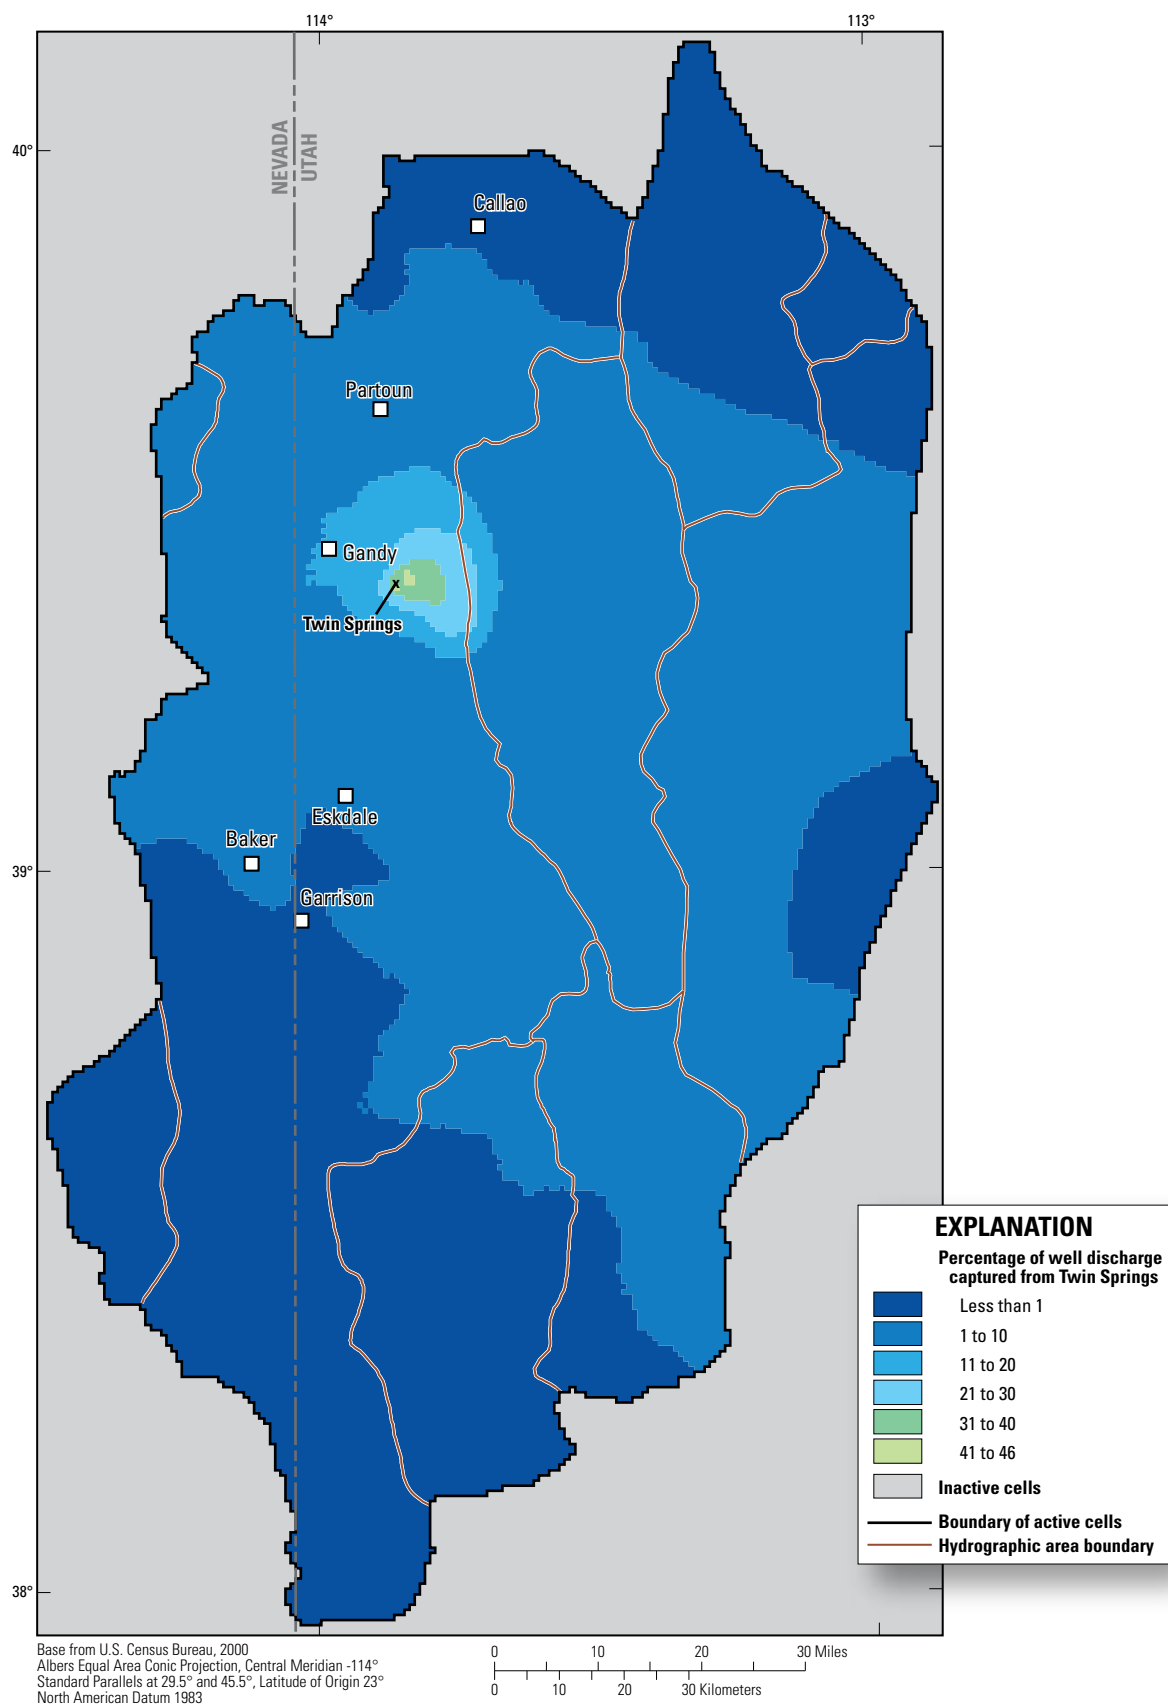 114°
113°
40°
NEVADA
UTAH
Callao
Partoun
Gandy
Twin Springs
Eskdale
Baker
39°
Garrison
EXPLANATION
Percentage of well discharge
captured from Twin Springs
Less than 1
1 to 10
11 to 20
21 to 30
31 to 40
41 to 46
Inactive cells
Boundary of active cells
Hydrographic area boundary
38°
Base from U.S. Census Bureau, 2000
Albers Equal Area Conic Projection, Central Meridian -114°
Standard Parallels at 29.5° and 45.5°, Latitude of Origin 23°
North American Datum 1983
0 10 20 30 Miles
0 10 20 30 Kilometers